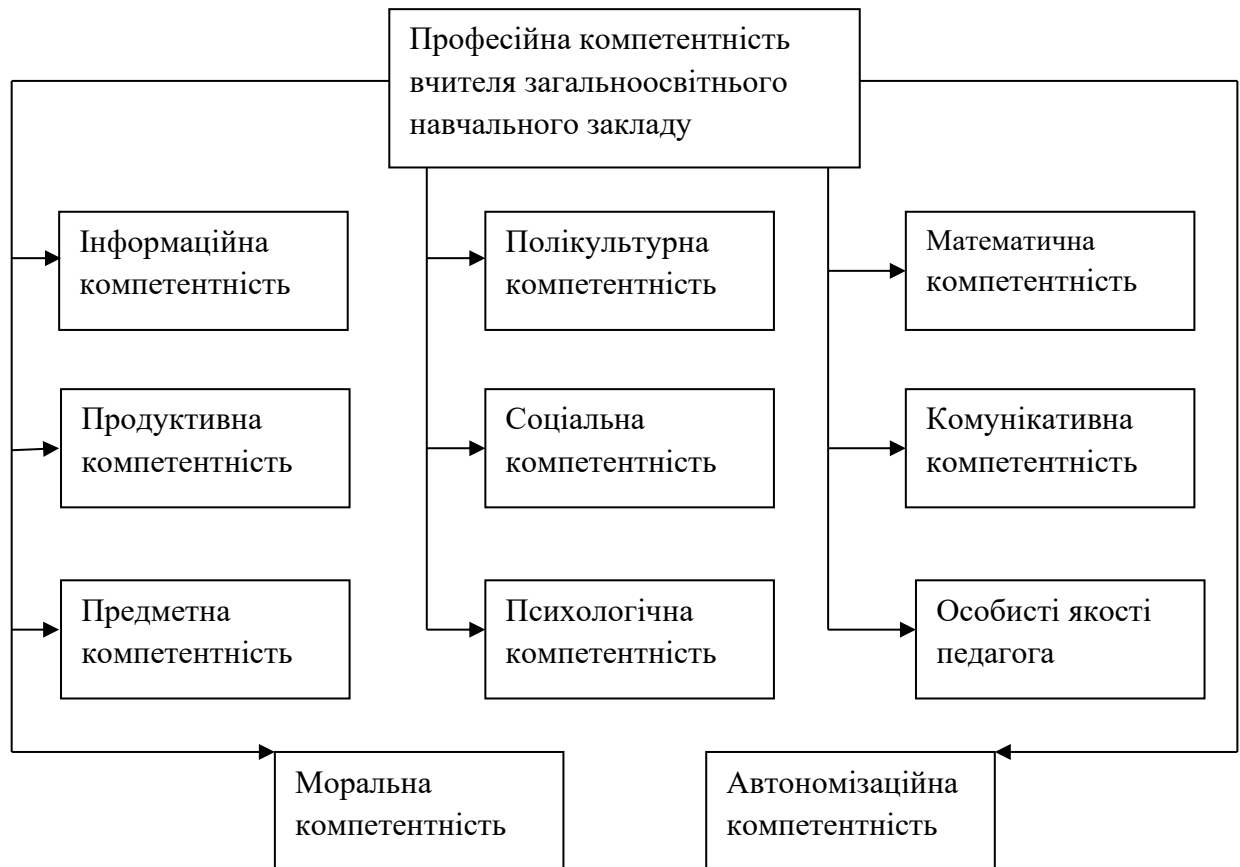 Професійна компетентність
вчителя загальноосвітнього
навчального закладу
Інформаційна
компетентність
Полікультурна
компетентність
Математична
компетентність
Продуктивна
компетентність
Соціальна
компетентність
Комунікативна
компетентність
Предметна
компетентність
Психологічна
компетентність
Особисті якості
педагога
Моральна
компетентність
Автономізаційна
компетентність